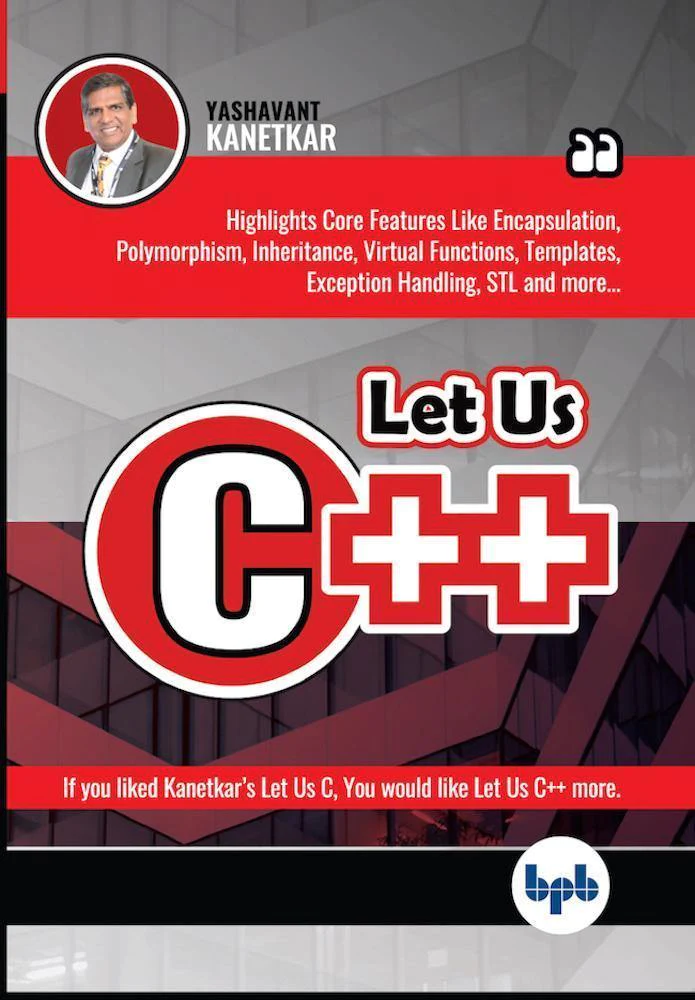 YASHAVANT
KANETKAR
Highlights Core Features Like Encapsulation,
Polymorphism, Inheritance, Virtual Functions, Templates,
Exception Handling, STL and more...
Let Us
C++
If you liked Kanetkar's Let Us C, You would like Let Us C++ more.
bpb